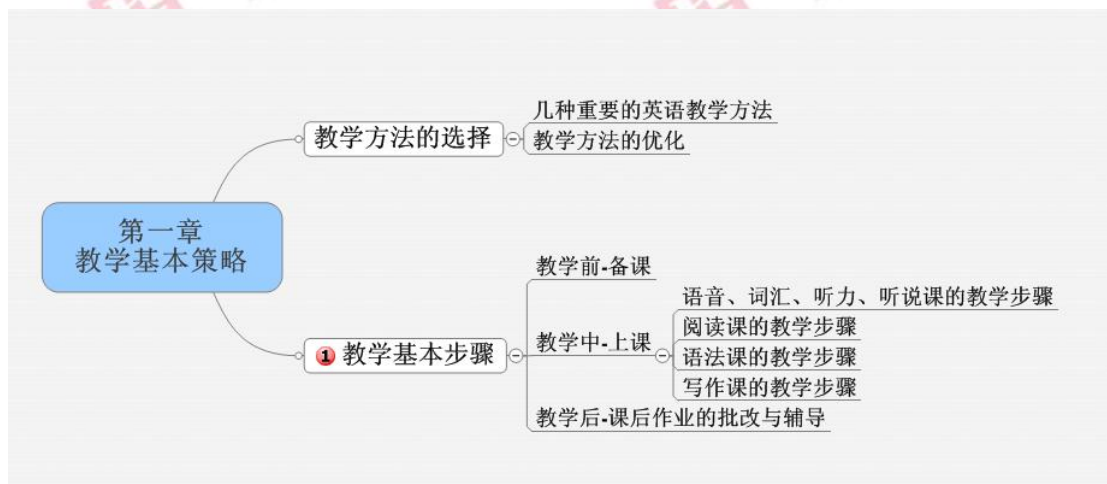 第一章
教学基本策略
教学方法的选择
几种重要的英语教学方法
教学方法的优化
1 教学基本步骤
教学前-备课
教学中-上课
语音、词汇、听力、听说课的教学步骤
阅读课的教学步骤
语法课的教学步骤
写作课的教学步骤
教学后-课后作业的批改与辅导